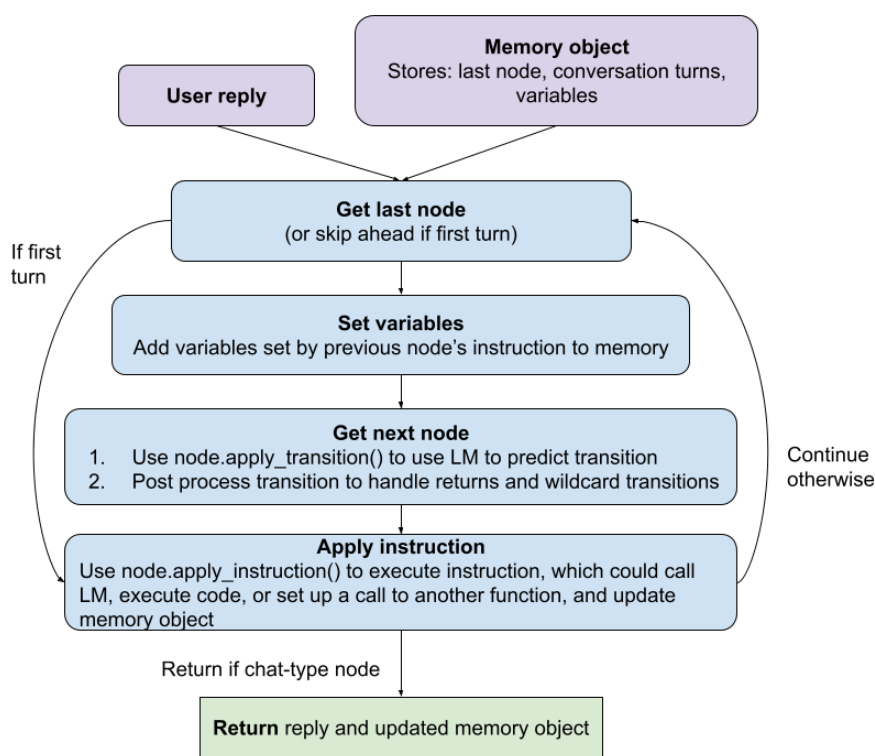 Memory object
Stores: last node, conversation turns,
variables
User reply
Get last node
(or skip ahead if first turn)
If first
turn
Set variables
Add variables set by previous node's instruction to memory
Get next node
1. Use node.apply_transition() to use LM to predict transition
2. Post process transition to handle returns and wildcard transitions
Continue
otherwise
Apply instruction
Use node.apply_instruction() to execute instruction, which could call
LM, execute code, or set up a call to another function, and update
memory object
Return if chat-type node
Return reply and updated memory object